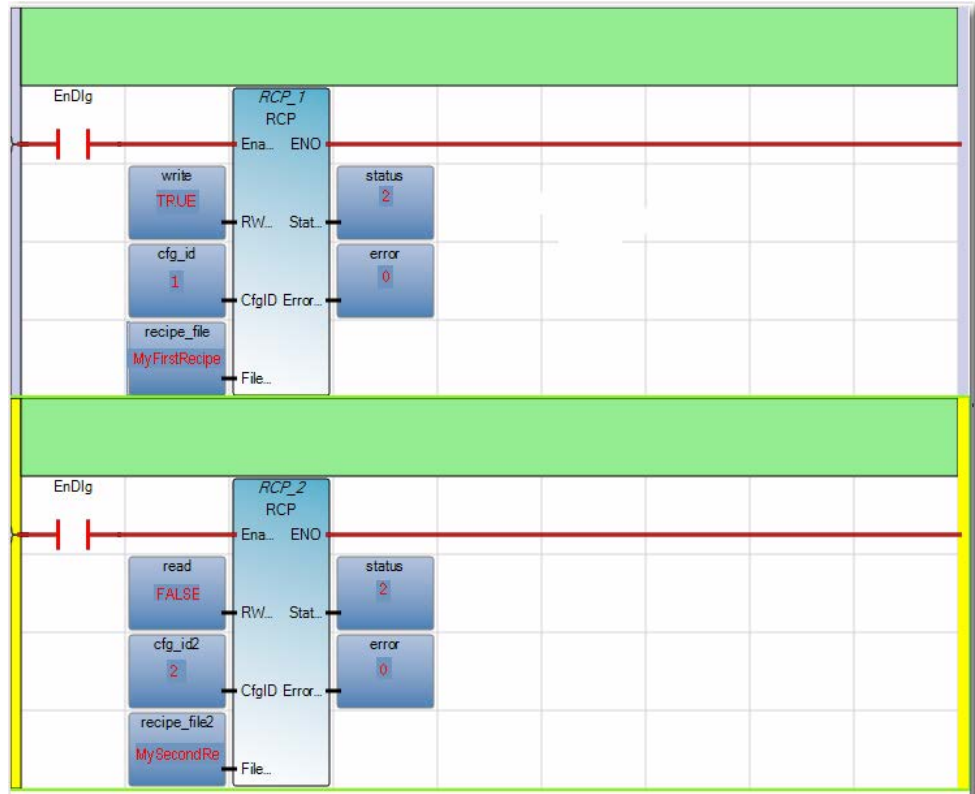 EnDlg
RCP_1
RCP
Ena... ENO
write
TRUE
status
2
RW... Stat...
cfg_id
1
error
0
CfgID Error...
recipe_file
MyFirstRecipe
File...
EnDlg
RCP_2
RCP
Ena... ENO
read
FALSE
status
2
RW... Stat...
cfg_id2
2
error
0
CfgID Error...
recipe_file2
MySecondRe
File...